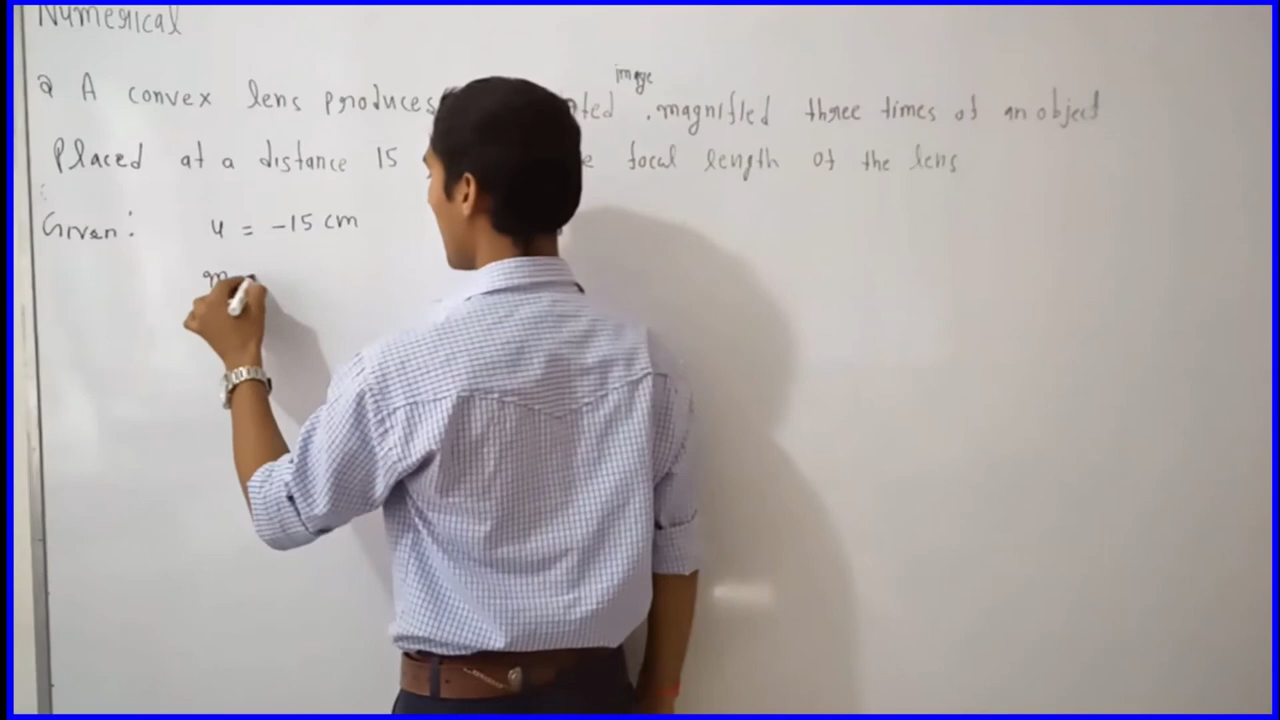 Numerical
Q A convex lens produces image magnified three times of an object
Placed at a distance 15 focal length of the lens
Given: u = -15 cm
m